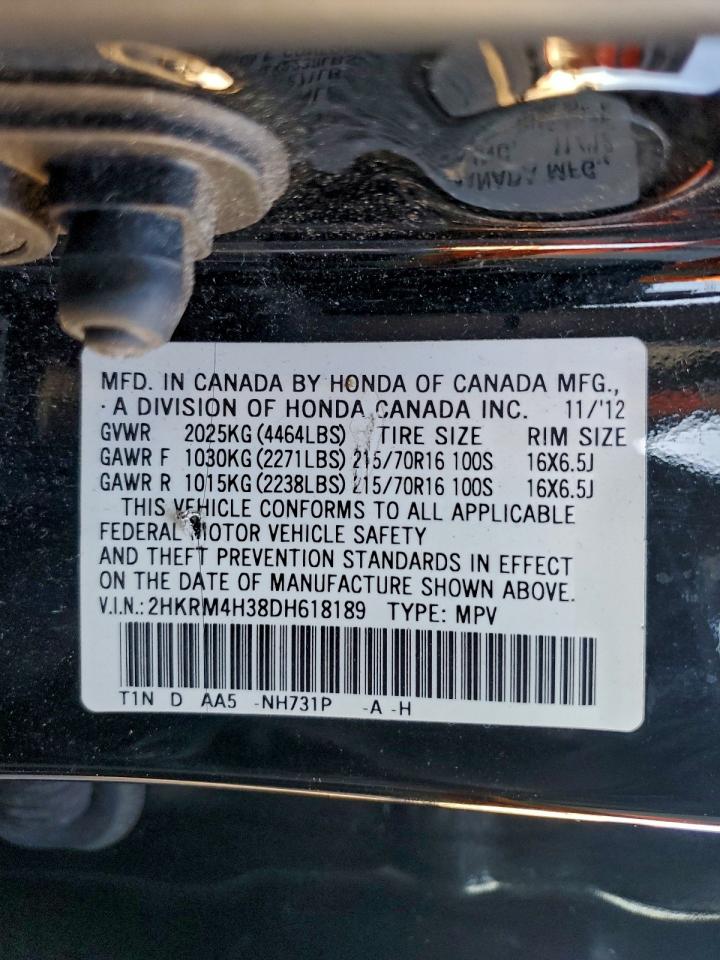 MFD. IN CANADA BY HONDA OF CANADA MFG.,
· A DIVISION OF HONDA CANADA INC. 11/'12
GVWR 2025KG (4464LBS) TIRE SIZE RIM SIZE
GAWR F 1030KG (2271LBS) 215/70R16 100S 16X6.5J
GAWR R 1015KG (2238LBS) 215/70R16 100S 16X6.5J
THIS VEHICLE CONFORMS TO ALL APPLICABLE
FEDERAL MOTOR VEHICLE SAFETY
AND THEFT PREVENTION STANDARDS IN EFFECT
ON THE DATE OF MANUFACTURE SHOWN ABOVE.
V.I.N.: 2HKRM4H38DH618189 TYPE: MPV
T1N D AA5 -NH731P -A -H